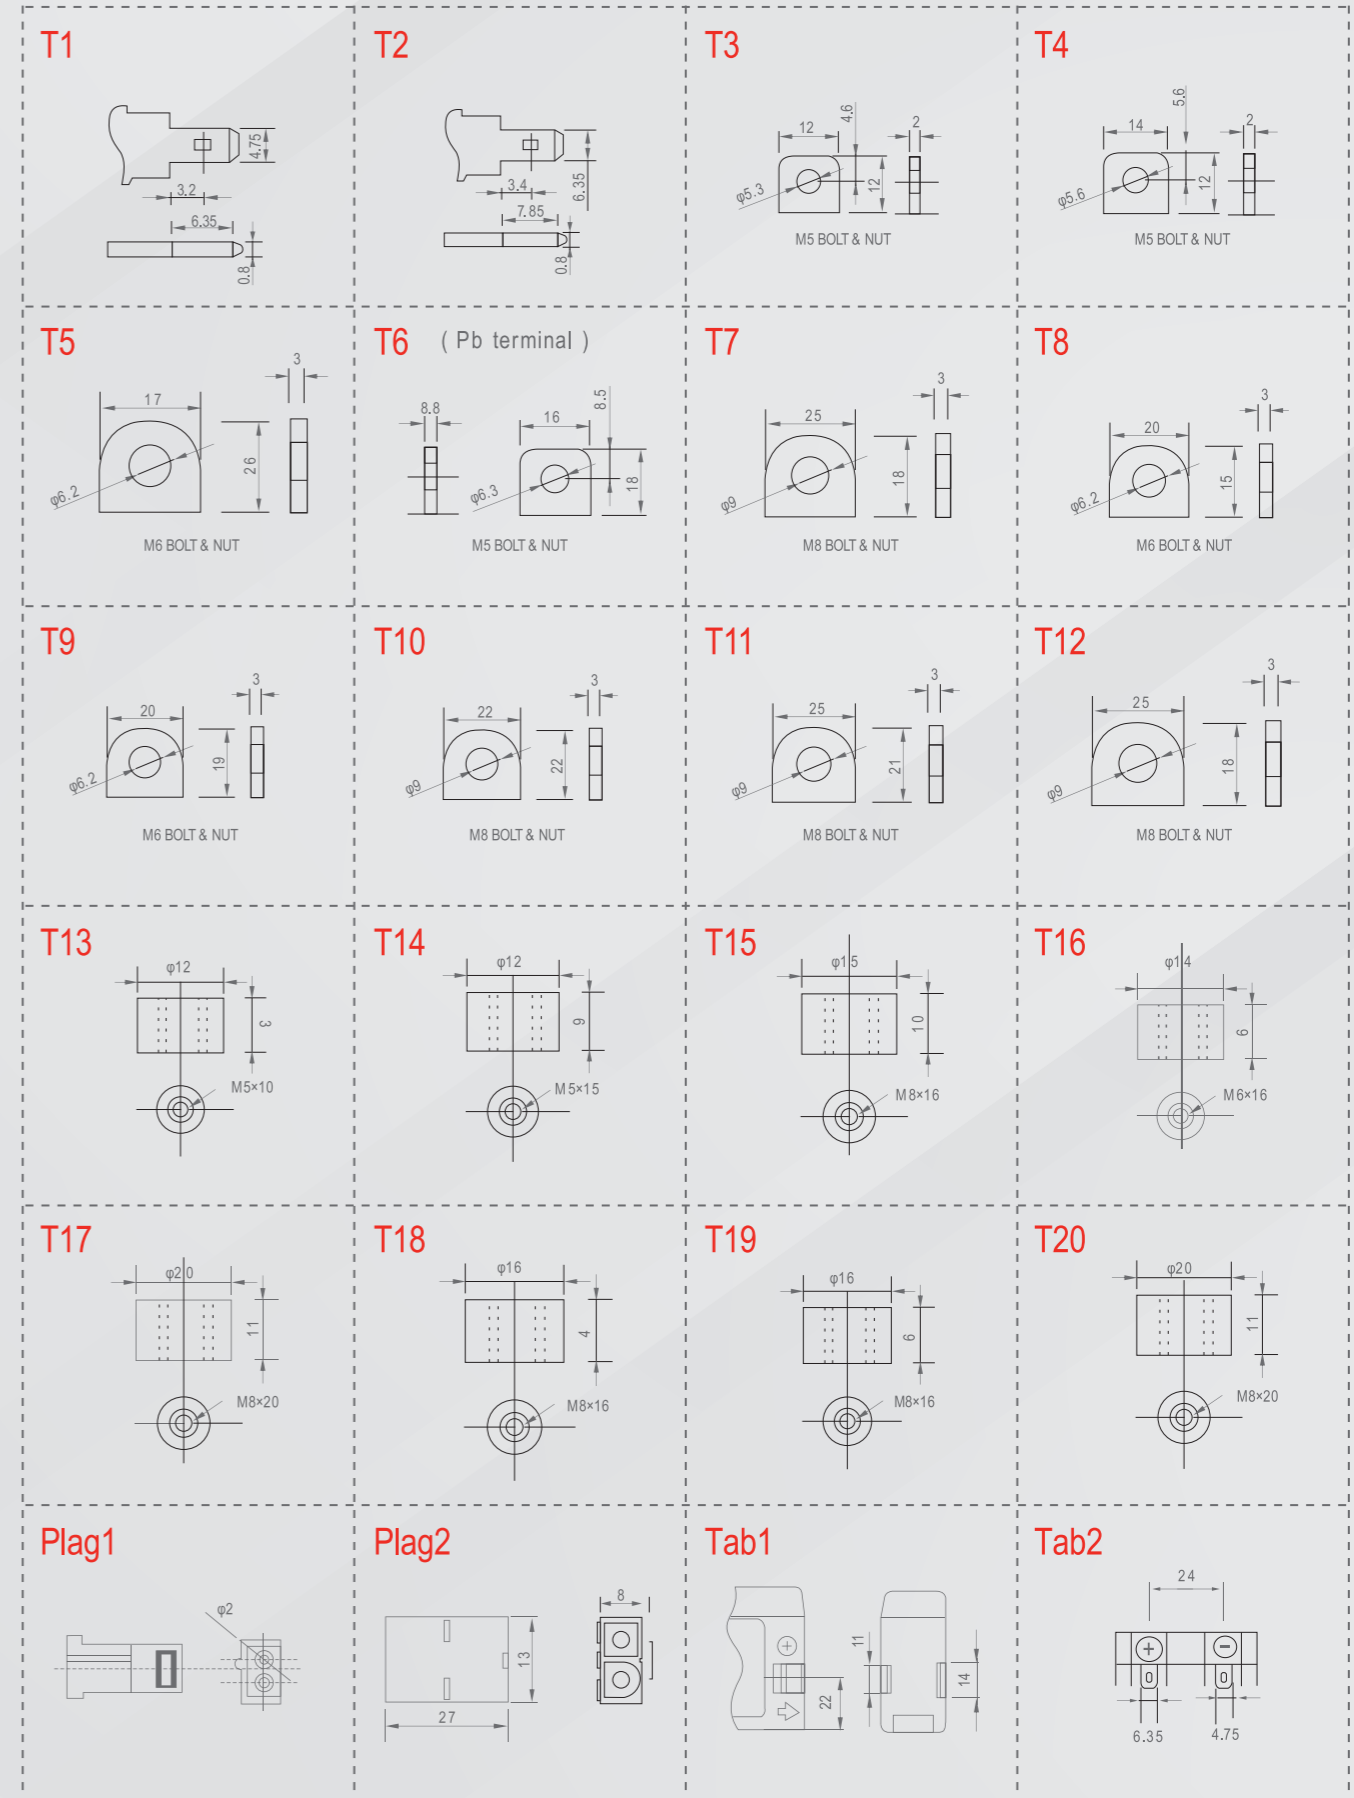 T1
4.75
3.2
6.35
0.8
T2
3.4
6.35
7.85
0.8
T3
12
4.6
2
φ5.3
12
M5 BOLT & NUT
T4
5.6
14
2
φ5.6
12
M5 BOLT & NUT
T5
3
17
26
φ6.2
M6 BOLT & NUT
T6 ( Pb terminal )
8.8
16
8.5
φ6.3
18
M5 BOLT & NUT
T7
3
25
18
φ9
M8 BOLT & NUT
T8
3
20
15
φ6.2
M6 BOLT & NUT
T9
3
20
19
φ6.2
M6 BOLT & NUT
T10
3
22
22
φ9
M8 BOLT & NUT
T11
3
25
21
φ9
M8 BOLT & NUT
T12
3
25
18
φ9
M8 BOLT & NUT
T13
φ12
3
M5×10
T14
φ12
9
M5×15
T15
φ15
10
M8×16
T16
φ14
6
M6×16
T17
φ20
11
M8×20
T18
φ16
4
M8×16
T19
φ16
6
M8×16
T20
φ20
11
M8×20
Plag1
φ2
Plag2
8
13
27
Tab1
11
14
22
Tab2
24
+
−
6.35
4.75